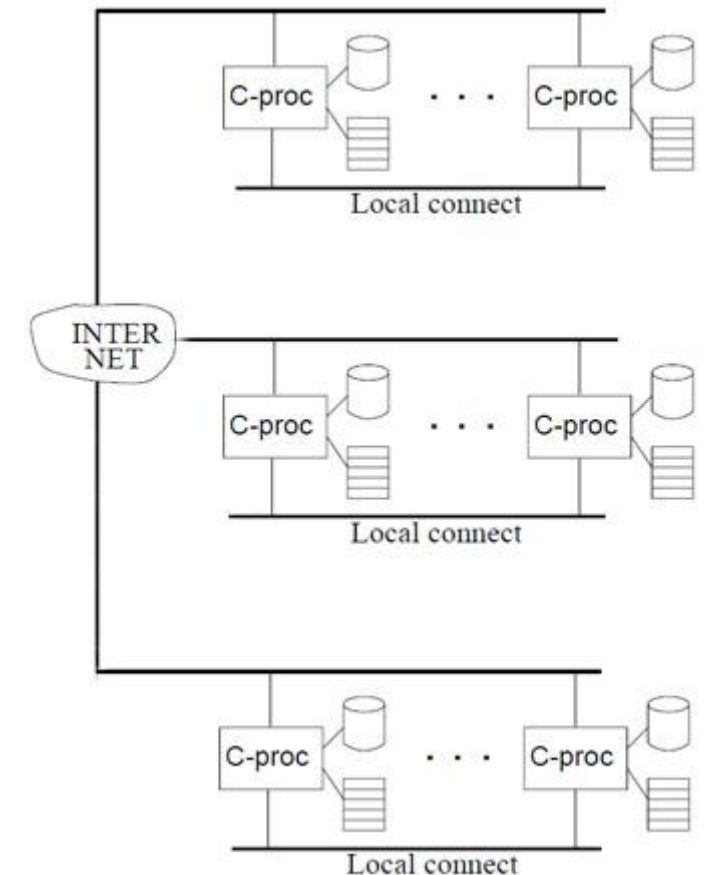 C-proc
. . .
C-proc
Local connect
INTER
NET
C-proc
. . .
C-proc
Local connect
C-proc
. . .
C-proc
Local connect